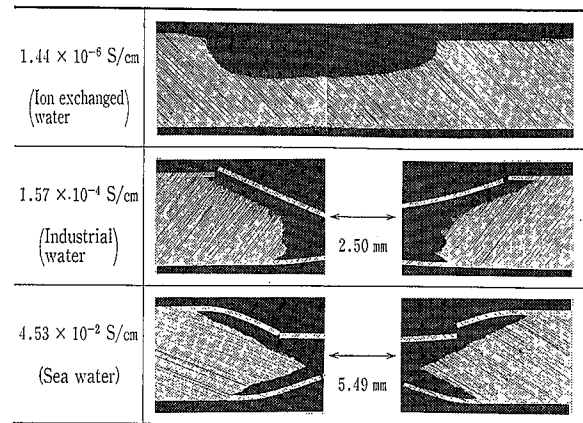 1.44 × 10⁻⁶ S/cm
(Ion exchanged
water)
1.57 × 10⁻⁴ S/cm
(Industrial
water)
2.50 mm
4.53 × 10⁻² S/cm
(Sea water)
5.49 mm